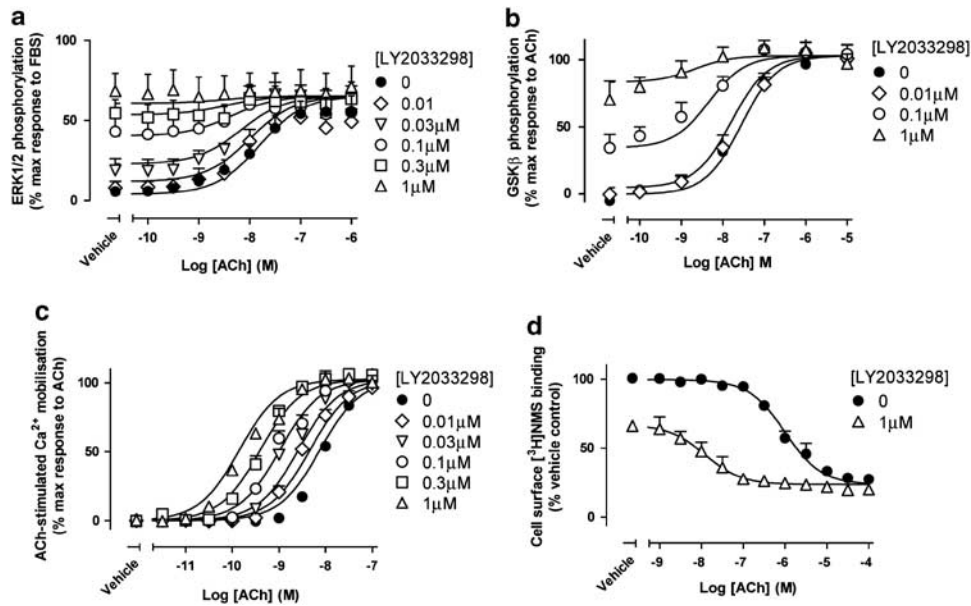 a
ERK1/2 phosphorylation
(% max response to FBS)
100
50
0
Vehicle
-10
-9
-8
-7
-6
Log [ACh] (M)
[LY2033298]
0
0.01
0.03µM
0.1µM
0.3µM
1µM
b
GSKβ phosphorylation
(% max response to ACh)
100
50
0
Vehicle
-10
-9
-8
-7
-6
-5
Log [ACh] M
[LY2033298]
0
0.01µM
0.1µM
1µM
c
ACh-stimulated Ca²⁺ mobilisation
(% max response to ACh)
100
50
0
Vehicle
-11
-10
-9
-8
-7
Log [ACh] (M)
[LY2033298]
0
0.01µM
0.03µM
0.1µM
0.3µM
1µM
d
Cell surface [³H]NMS binding
(% vehicle control)
100
50
0
Vehicle
-9
-8
-7
-6
-5
-4
Log [ACh] (M)
[LY2033298]
0
1µM